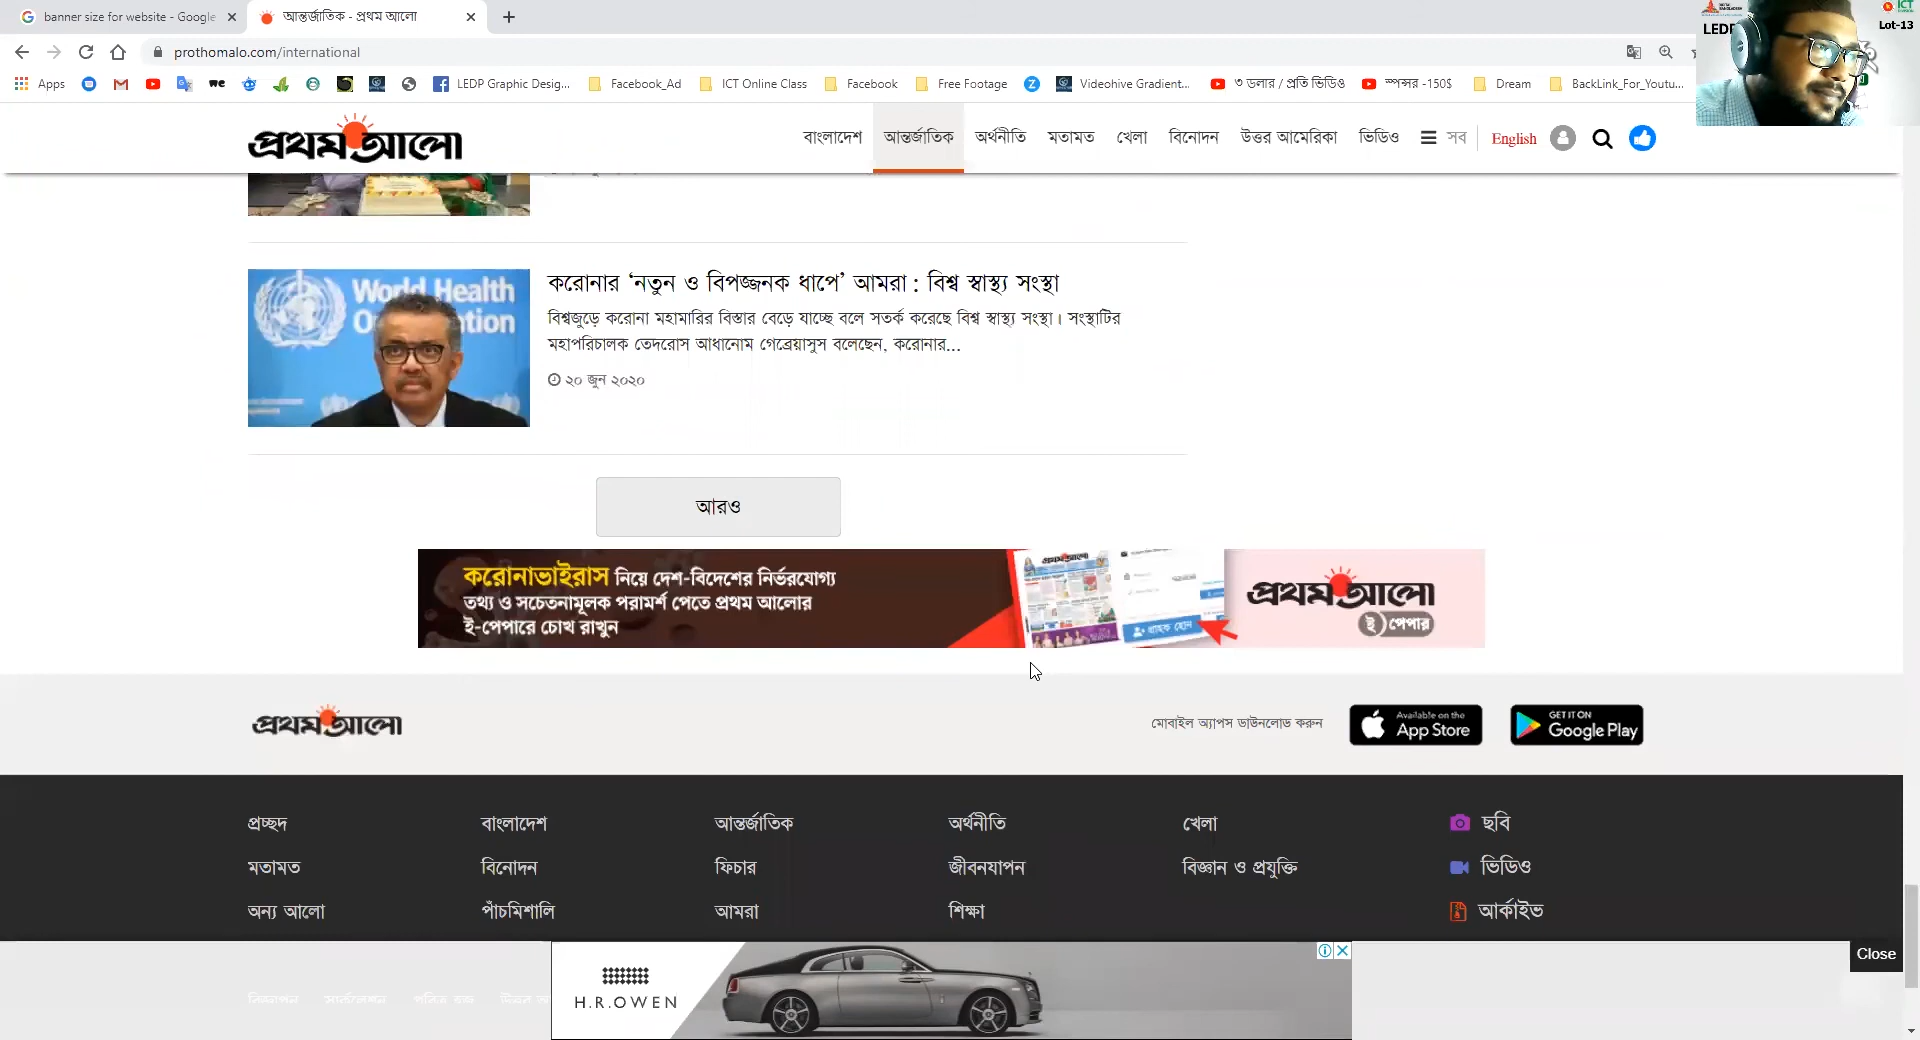 banner size for website - Google
আন্তর্জাতিক - প্রথম আলো
prothomalo.com/international
Apps
LEDP Graphic Desig...
Facebook_Ad
ICT Online Class
Facebook
Free Footage
Videohive Gradient...
৩ ডলার / প্রতি ভিডিও
স্পন্সর -150$
Dream
BackLink_For_Youtu...
ICT
Lot-13
প্রথম আলো
বাংলাদেশ
আন্তর্জাতিক
অর্থনীতি
মতামত
খেলা
বিনোদন
উত্তর আমেরিকা
ভিডিও
সব
English
World Health
করোনার ‘নতুন ও বিপজ্জনক ধাপে’ আমরা : বিশ্ব স্বাস্থ্য সংস্থা
বিশ্বজুড়ে করোনা মহামারির বিস্তার বেড়ে যাচ্ছে বলে সতর্ক করেছে বিশ্ব স্বাস্থ্য সংস্থা। সংস্থাটির
মহাপরিচালক তেদরোস আধানোম গেব্রেয়াসুস বলেছেন, করোনার...
২০ জুন ২০২০
আরও
করোনাভাইরাস নিয়ে দেশ-বিদেশের নির্ভরযোগ্য
তথ্য ও সচেতনামূলক পরামর্শ পেতে প্রথম আলোর
ই-পেপারে চোখ রাখুন
গ্রাহক হোন
প্রথম আলো
ই পেপার
প্রথম আলো
মোবাইল অ্যাপস ডাউনলোড করুন
Available on the
App Store
GET IT ON
Google Play
প্রচ্ছদ
বাংলাদেশ
আন্তর্জাতিক
অর্থনীতি
খেলা
ছবি
মতামত
বিনোদন
ফিচার
জীবনযাপন
বিজ্ঞান ও প্রযুক্তি
ভিডিও
অন্য আলো
পাঁচমিশালি
আমরা
শিক্ষা
আর্কাইভ
H.R.OWEN
Close